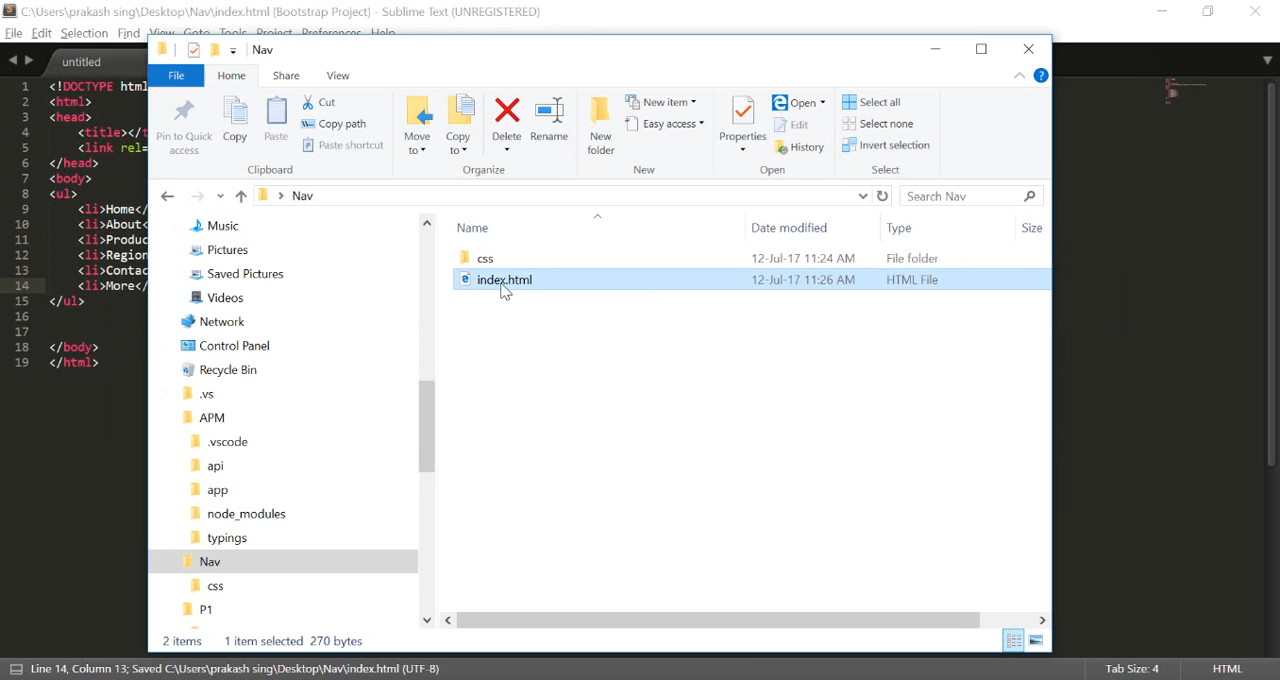 C:\Users\prakash sing\Desktop\Nav\index.html (Bootstrap Project) - Sublime Text (UNREGISTERED)
File Edit Selection Find View Goto Tools Project Preferences Help
untitled
1 <!DOCTYPE html
2 <html>
3 <head>
4 <title></t
5 <link rel=
6 </head>
7 <body>
8 <ul>
9 <li>Home</
10 <li>About<
11 <li>Produc
12 <li>Region
13 <li>Contac
14 <li>More</
15 </ul>
16
17
18 </body>
19 </html>
Nav
File Home Share View
Pin to Quick access
Copy
Paste
Cut
Copy path
Paste shortcut
Clipboard
Move to
Copy to
Delete
Rename
Organize
New folder
New item
Easy access
New
Properties
Open
Edit
History
Open
Select all
Select none
Invert selection
Select
Nav
Search Nav
Music
Pictures
Saved Pictures
Videos
Network
Control Panel
Recycle Bin
.vs
APM
.vscode
api
app
node_modules
typings
Nav
css
P1
Name Date modified Type Size
css 12-Jul-17 11:24 AM File folder
index.html 12-Jul-17 11:26 AM HTML File
2 items 1 item selected 270 bytes
Line 14, Column 13; Saved C:\Users\prakash sing\Desktop\Nav\index.html (UTF-8)
Tab Size: 4
HTML